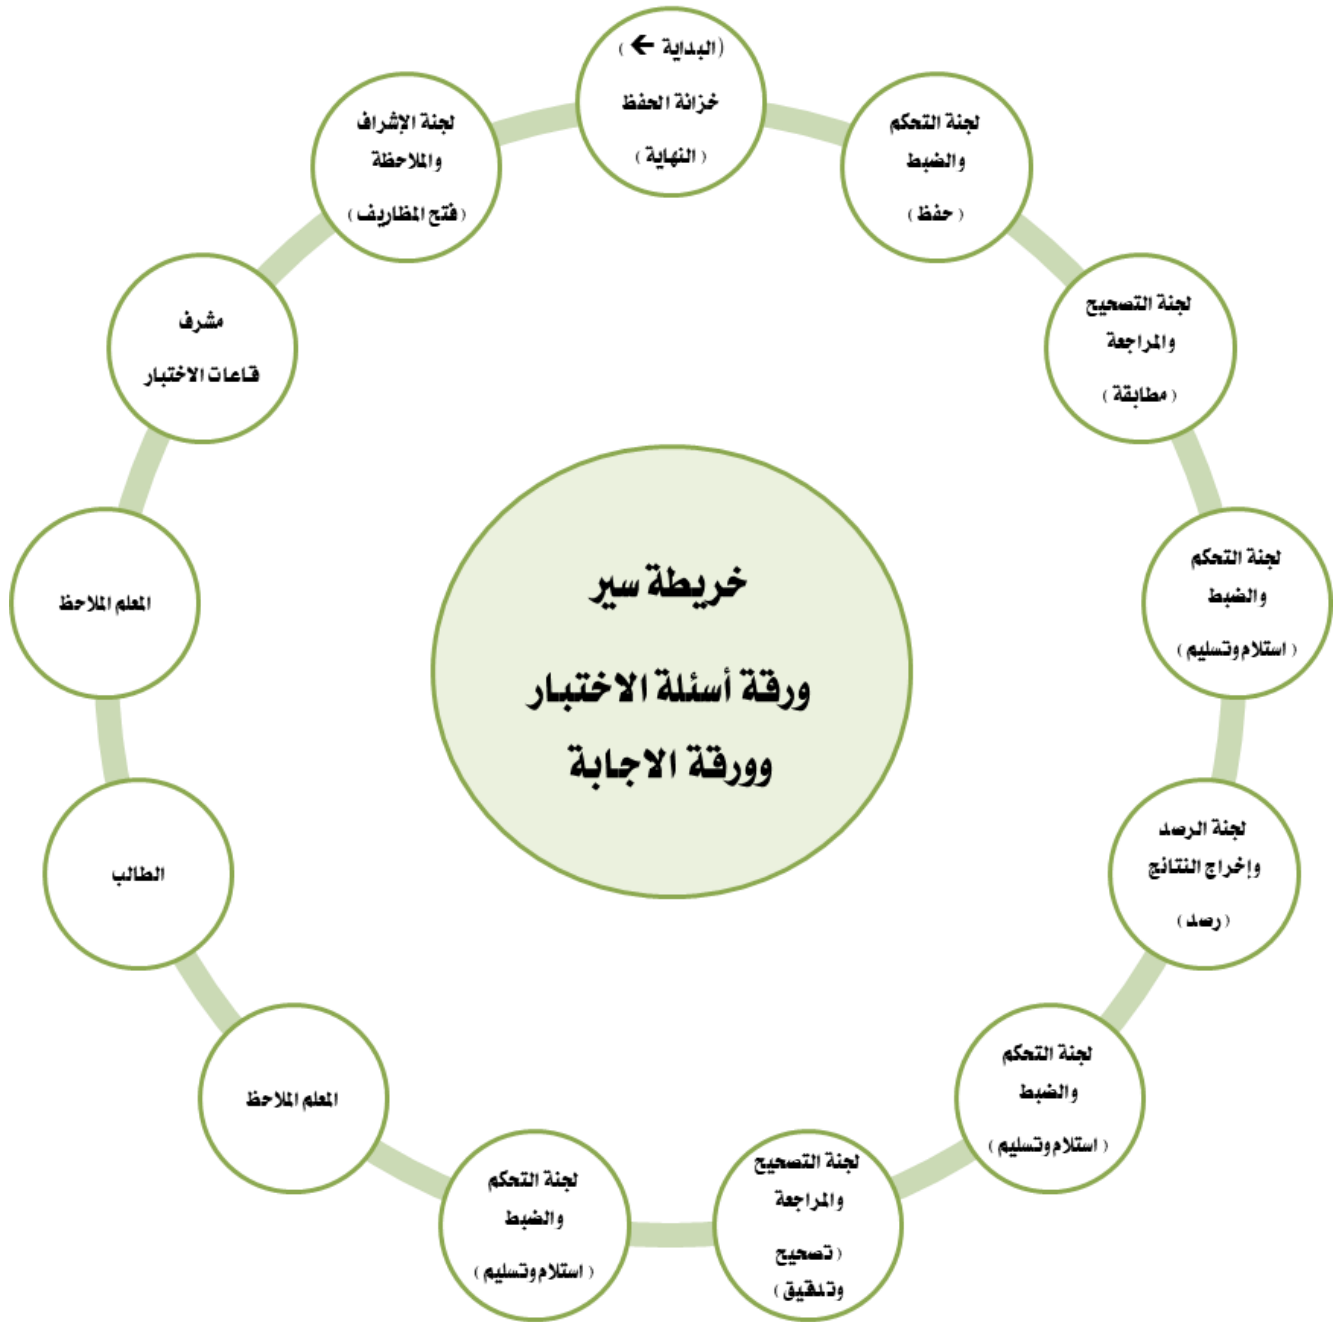 (البداية ←)
خزانة الحفظ
(النهاية)
لجنة الإشراف
والملاحظة
(فتح المظاريف)
مشرف
قاعات الاختبار
المعلم الملاحظ
الطالب
المعلم الملاحظ
لجنة التحكم
والضبط
(استلام وتسليم)
لجنة التصحيح
والمراجعة
(تصحيح
وتدقيق)
لجنة التحكم
والضبط
(استلام وتسليم)
لجنة الرصد
وإخراج النتائج
(رصد)
لجنة التحكم
والضبط
(استلام وتسليم)
لجنة التصحيح
والمراجعة
(مطابقة)
لجنة التحكم
والضبط
(حفظ)
خريطة سير
ورقة أسئلة الاختبار
وورقة الاجابة